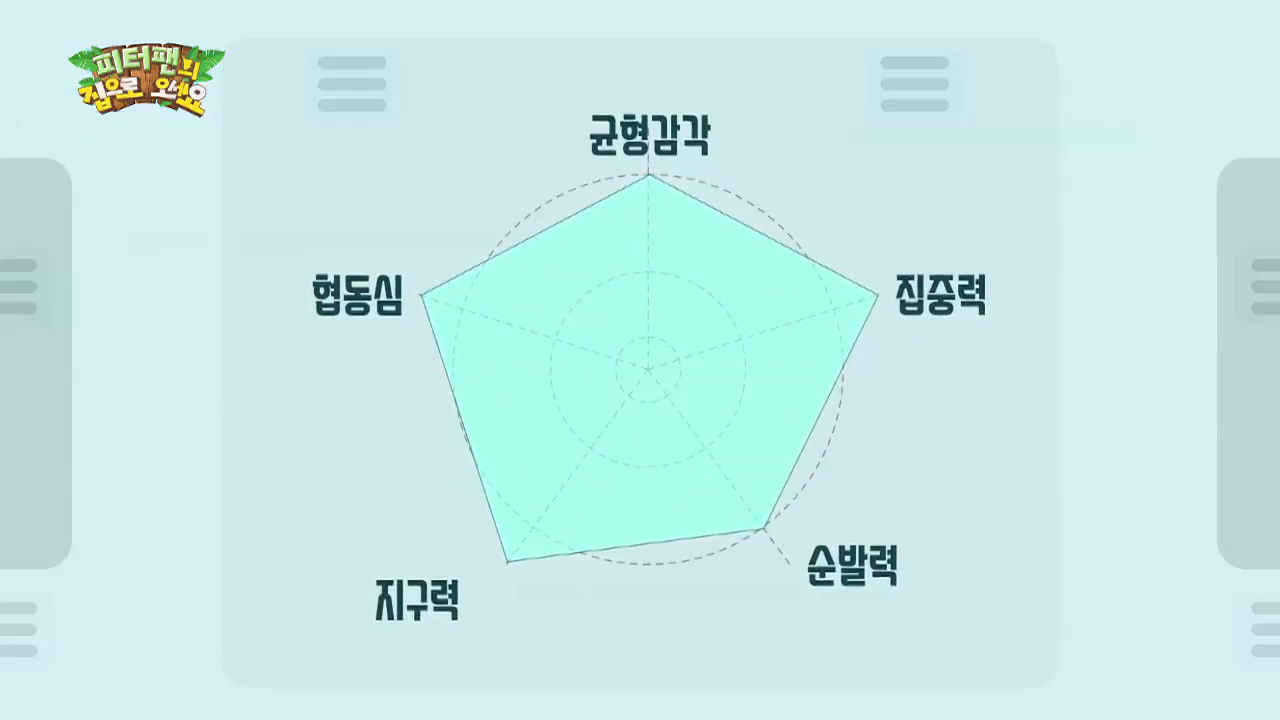 피터팬의
집으로 오세요
균형감각
협동심
집중력
순발력
지구력